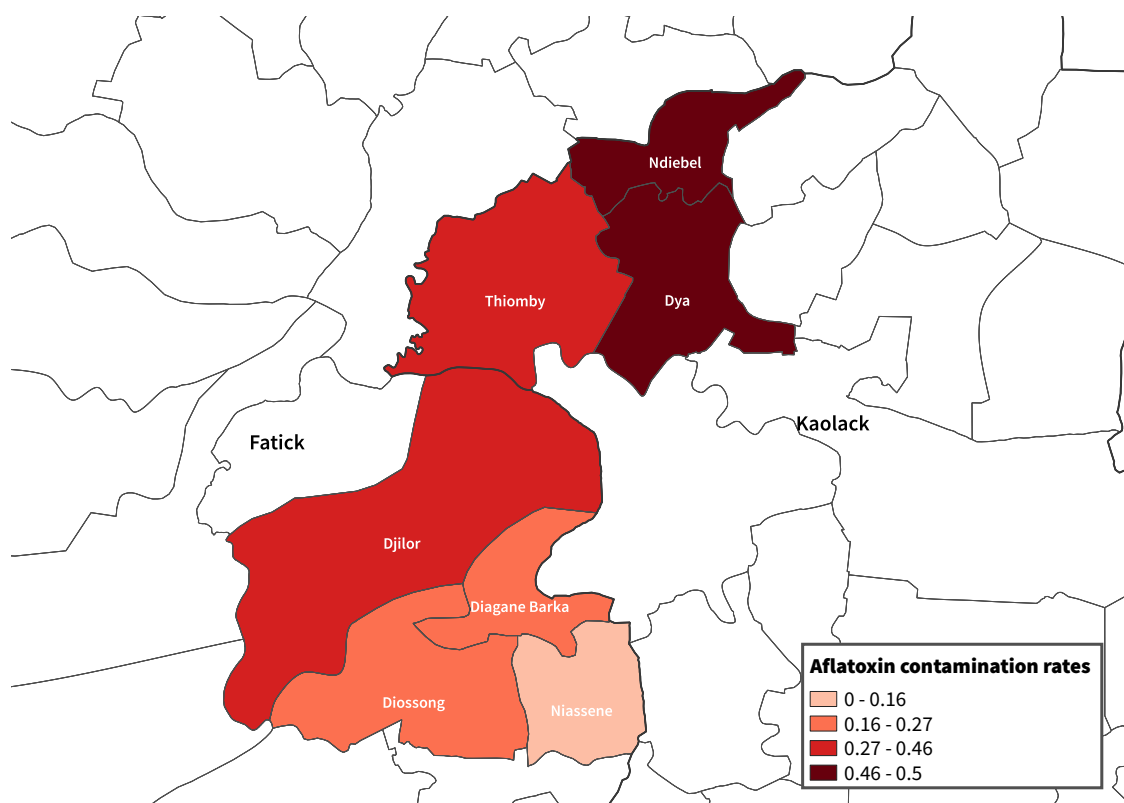 Ndiebel
Thiomby
Dya
Kaolack
Fatick
Djilor
Diagane Barka
Diossong
Niassene
Aflatoxin contamination rates
0 - 0.16
0.16 - 0.27
0.27 - 0.46
0.46 - 0.5